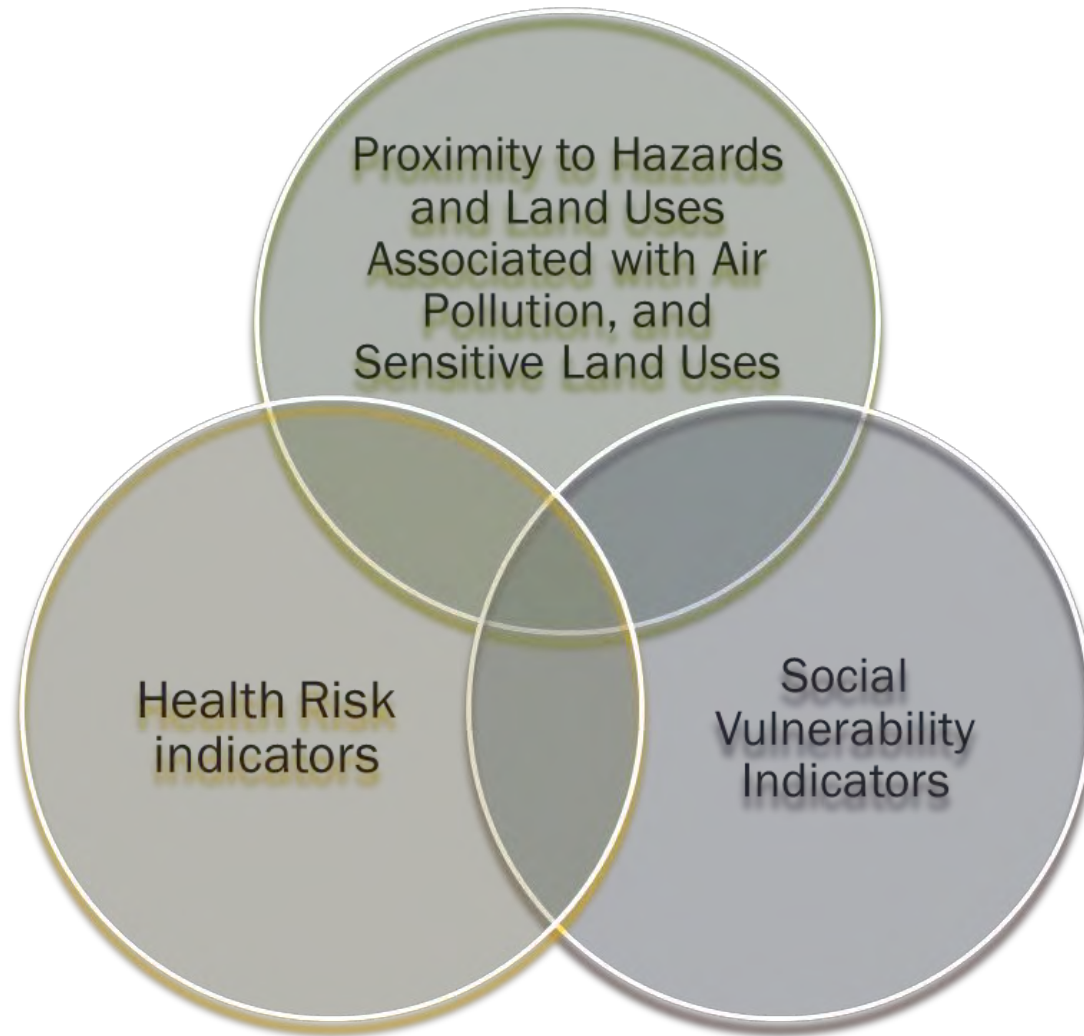 Proximity to Hazards
and Land Uses
Associated with Air
Pollution, and
Sensitive Land Uses
Health Risk
indicators
Social
Vulnerability
Indicators